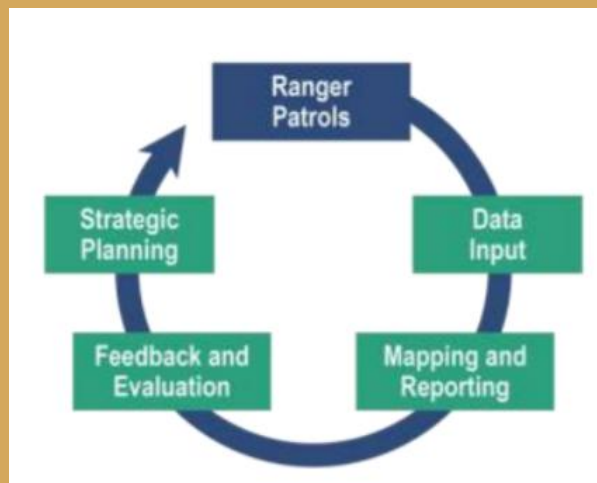 Ranger
Patrols
Data
Input
Mapping and
Reporting
Feedback and
Evaluation
Strategic
Planning